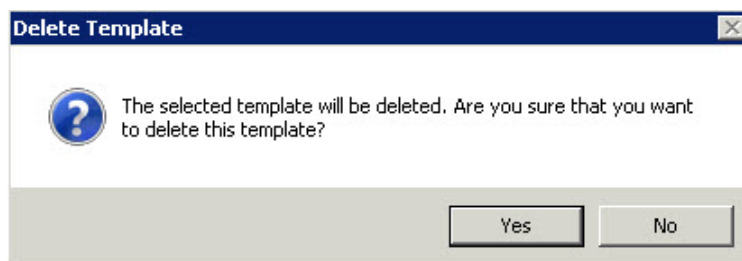 Delete Template
The selected template will be deleted. Are you sure that you want
to delete this template?
Yes No